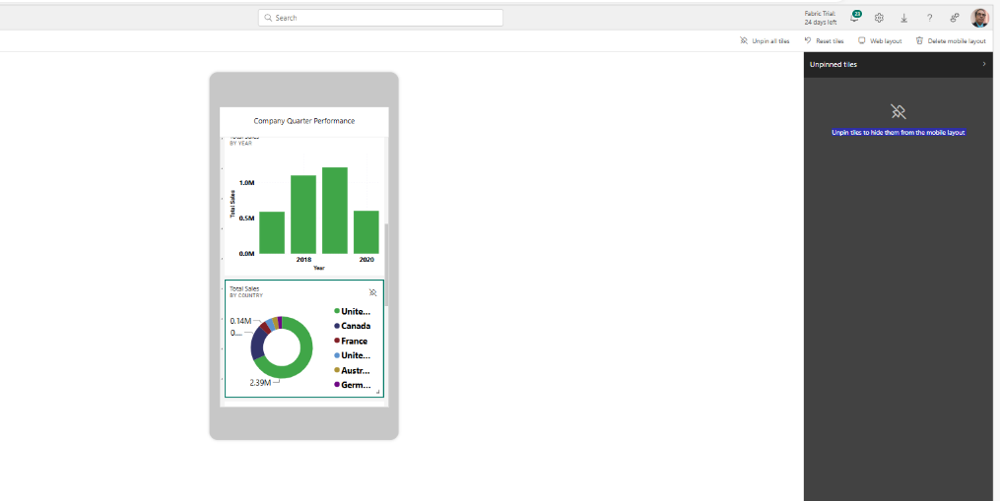 Search
Fabric Trial:
24 days left
23
Unpin all tiles
Reset tiles
Web layout
Delete mobile layout
Unpinned tiles
Unpin tiles to hide them from the mobile layout
Company Quarter Performance
Total Sales
BY YEAR
1.0M
0.5M
0.0M
Total Sales
2018
2020
Year
Total Sales
BY COUNTRY
0.14M
0....
2.39M
Unite...
Canada
France
Unite...
Austr...
Germ...